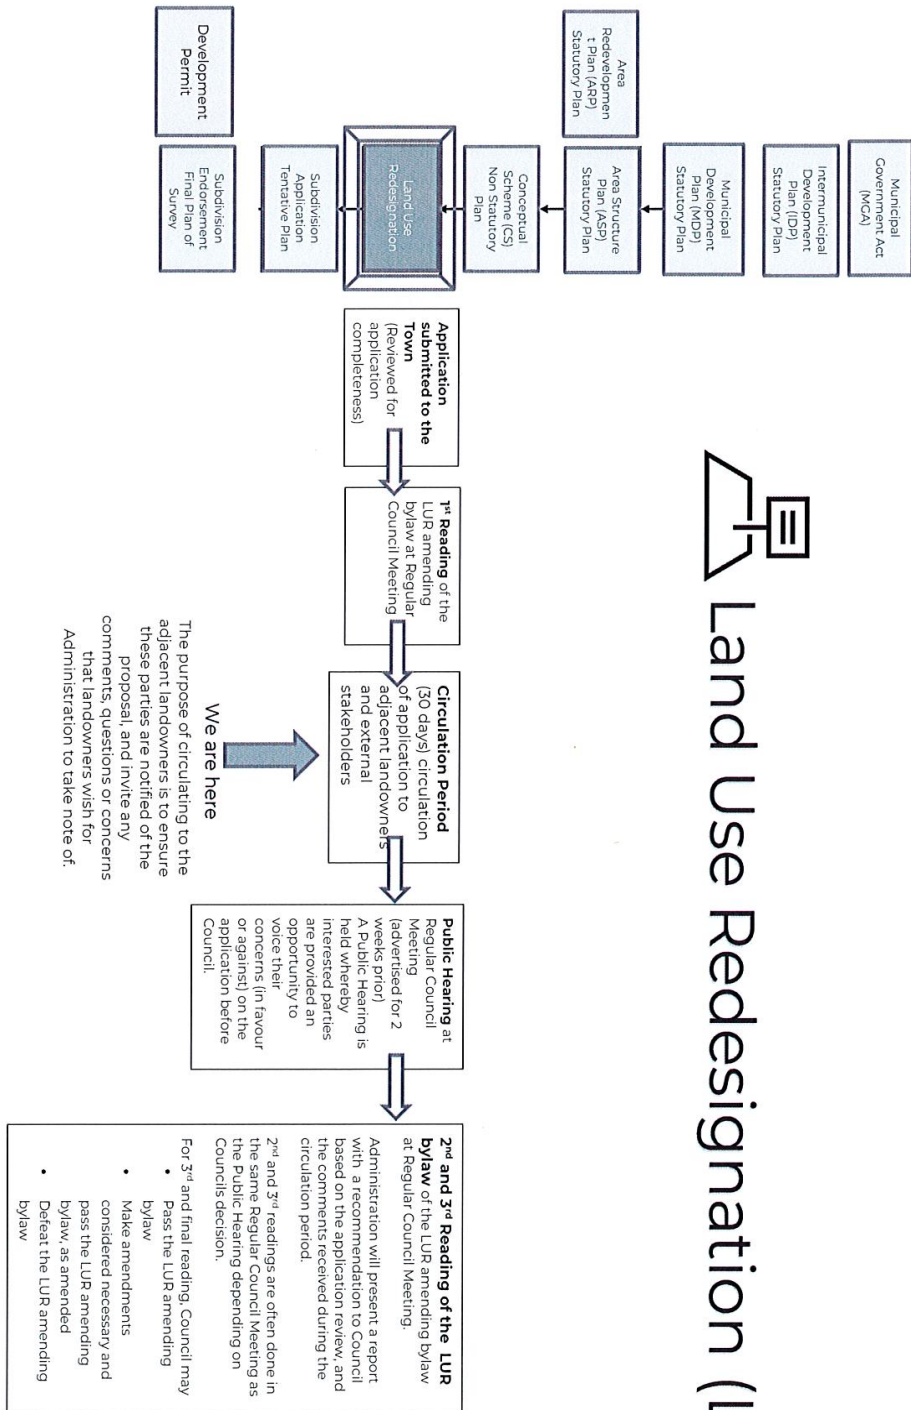 Land Use Redesignation (L
Municipal
Government Act
(MGA)
Intermunicipal
Development
Plan (IDP)
Statutory Plan
Municipal
Development
Plan (MDP)
Statutory Plan
Area
Redevelopmen
t Plan (ARP)
Statutory Plan
Area Structure
Plan (ASP)
Statutory Plan
Conceptual
Scheme (CS)
Non Statutory
Plan
Land Use
Redesignation
Subdivision
Application
Tentative Plan
Development
Permit
Subdivision
Endorsement
Final Plan of
Survey
Application
submitted to the
Town
(Reviewed for
application
completeness)
1st Reading of the
LUR amending
bylaw at Regular
Council Meeting
Circulation Period
(30 days) circulation
of application to
adjacent landowners
and external
stakeholders
We are here
The purpose of circulating to the
adjacent landowners is to ensure
these parties are notified of the
proposal, and invite any
comments, questions or concerns
that landowners wish for
Administration to take note of.
Public Hearing at
Regular Council
Meeting
(advertised for 2
weeks prior)
A Public Hearing is
held whereby
interested parties
are provided an
opportunity to
voice their
concerns (in favour
or against) on the
application before
Council.
2nd and 3rd Reading of the LUR
bylaw of the LUR amending bylaw
at Regular Council Meeting.
Administration will present a report
with a recommendation to Council
based on the application review, and
the comments received during the
circulation period.
2nd and 3rd readings are often done in
the same Regular Council Meeting as
the Public Hearing depending on
Councils decision.
For 3rd and final reading, Council may
• Pass the LUR amending
bylaw
• Make amendments
considered necessary and
pass the LUR amending
bylaw, as amended
• Defeat the LUR amending
bylaw